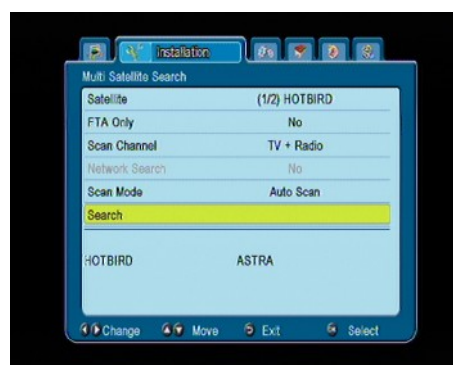 Installation
Multi Satellite Search
Satellite (1/2) HOTBIRD
FTA Only No
Scan Channel TV + Radio
Network Search No
Scan Mode Auto Scan
Search
HOTBIRD ASTRA
Change Move Exit Select